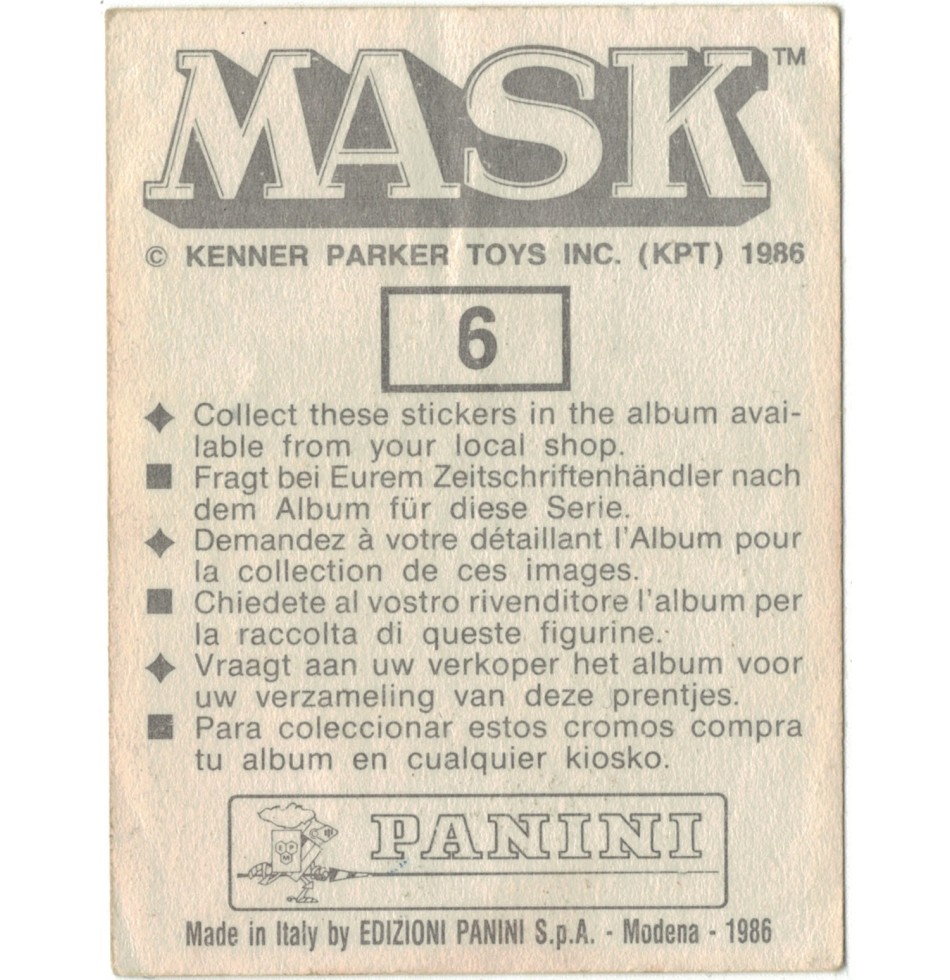 MASK™
© KENNER PARKER TOYS INC. (KPT) 1986
6
Collect these stickers in the album avai-
lable from your local shop.
Fragt bei Eurem Zeitschriftenhändler nach
dem Album für diese Serie.
Demandez à votre détaillant l'Album pour
la collection de ces images.
Chiedete al vostro rivenditore l'album per
la raccolta di queste figurine.
Vraagt aan uw verkoper het album voor
uw verzameling van deze prentjes.
Para coleccionar estos cromos compra
tu album en cualquier kiosko.
PANINI
Made in Italy by EDIZIONI PANINI S.p.A. - Modena - 1986